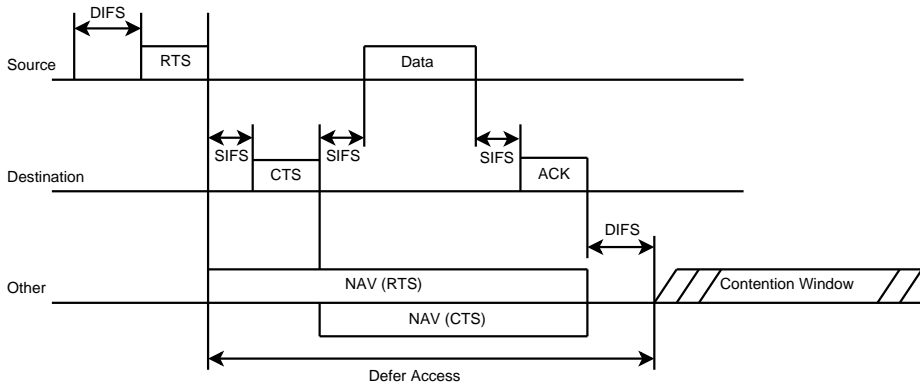 DIFS
Source
RTS
Data
SIFS
SIFS
SIFS
Destination
CTS
ACK
DIFS
Other
NAV (RTS)
Contention Window
NAV (CTS)
Defer Access